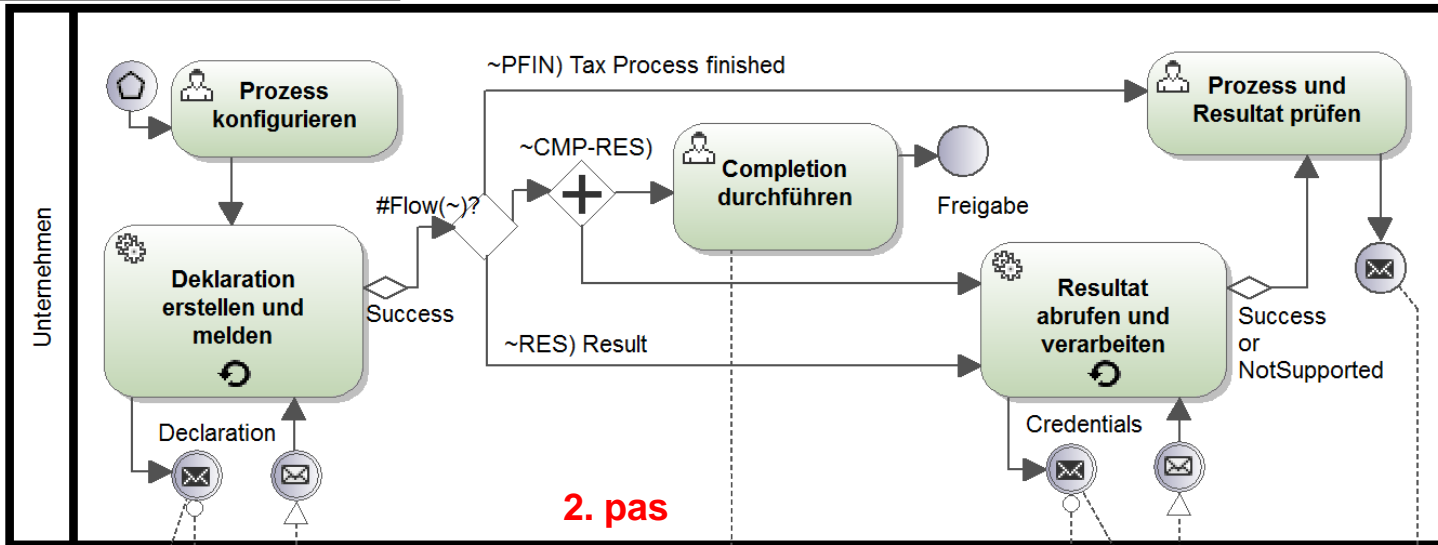 Unternehmen
Prozess
konfigurieren
~PFIN) Tax Process finished
Prozess und
Resultat prüfen
~CMP-RES)
Completion
durchführen
Freigabe
#Flow(~)?
Deklaration
erstellen und
melden
Success
Resultat
abrufen und
verarbeiten
Success
or
NotSupported
~RES) Result
Declaration
Credentials
2. pas